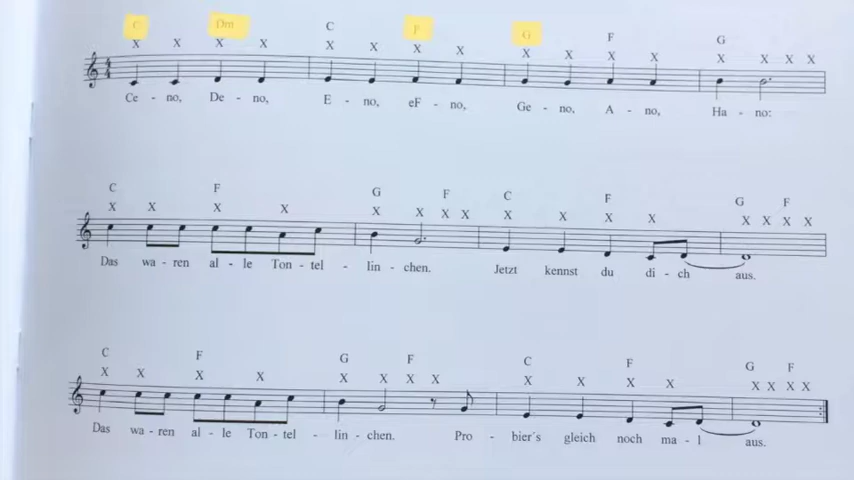 C Dm C F G F G
X X X X X X X X X X X X X X X X
Ce - no, De - no, E - no, eF - no, Ge - no, A - no, Ha - no:
C F G F C F G F
X X X X X X X X X X X X X X X X
Das wa - ren al - le Ton - tel - lin - chen. Jetzt kennst du di - ch aus.
C F G F C F G F
X X X X X X X X X X X X X X X X
Das wa - ren al - le Ton - tel - lin - chen. Pro - bier´s gleich noch ma - l aus.